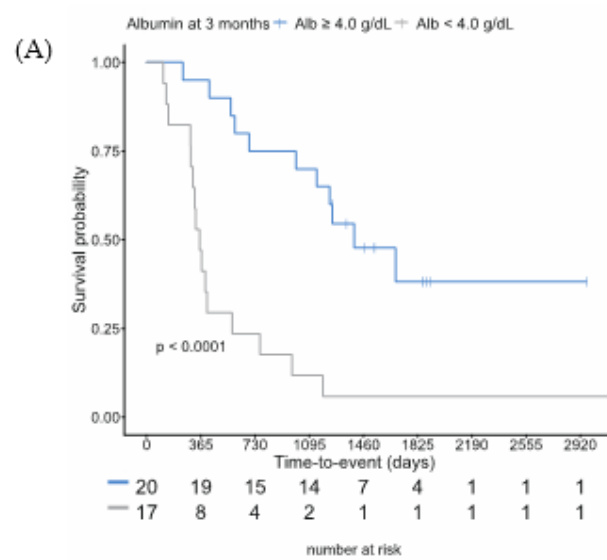 Albumin at 3 months Alb ≥ 4.0 g/dL Alb < 4.0 g/dL
(A)
1.00
0.75
0.50
0.25
0.00
Survival probability
p < 0.0001
0 365 730 1095 1460 1825 2190 2555 2920
Time-to-event (days)
20 19 15 14 7 4 1 1 1
17 8 4 2 1 1 1 1 1
number at risk